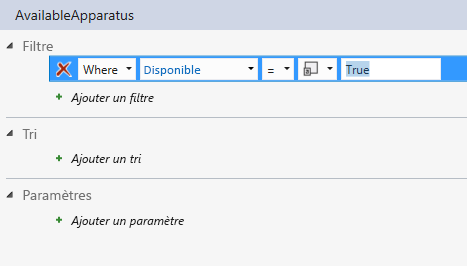 AvailableApparatus
Filtre
Where Disponible = True
Ajouter un filtre
Tri
Ajouter un tri
Paramètres
Ajouter un paramètre